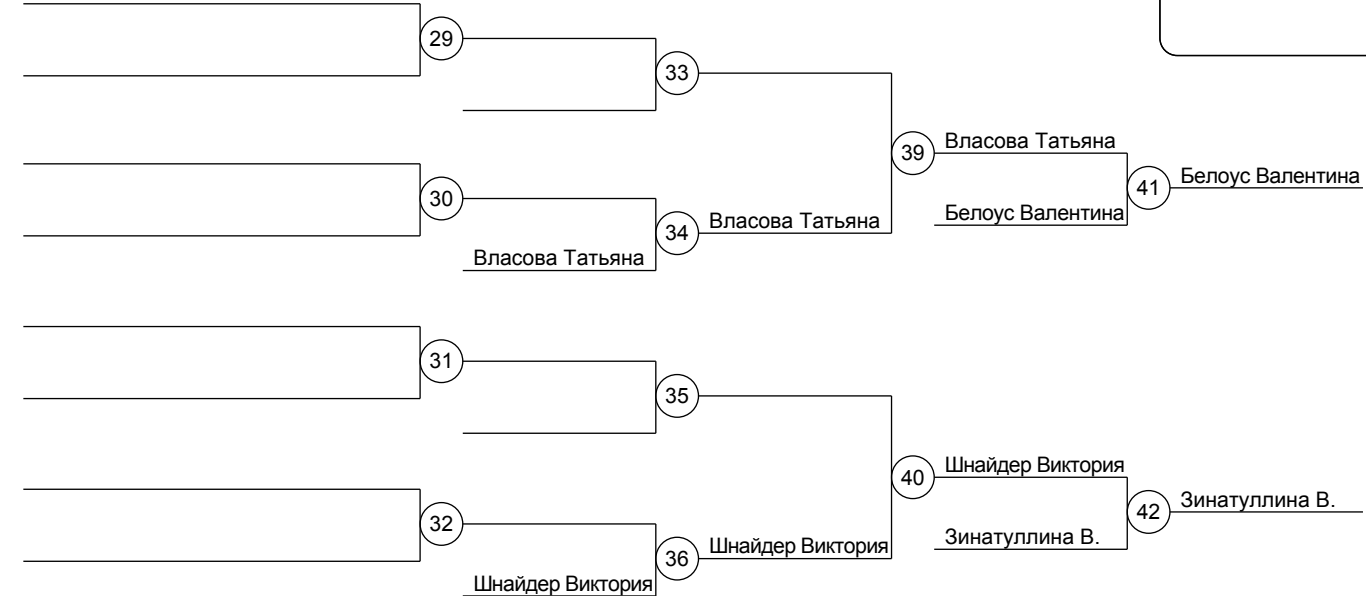 29
33
39
Власова Татьяна
41
Белоус Валентина
30
34
Власова Татьяна
Белоус Валентина
Власова Татьяна
31
35
40
Шнайдер Виктория
42
Зинатуллина В.
32
36
Шнайдер Виктория
Зинатуллина В.
Шнайдер Виктория